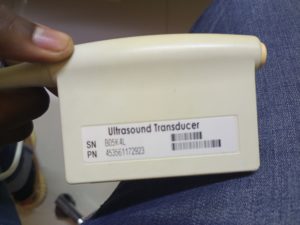 Ultrasound Transducer
SN B05K4L
PN 453561172923